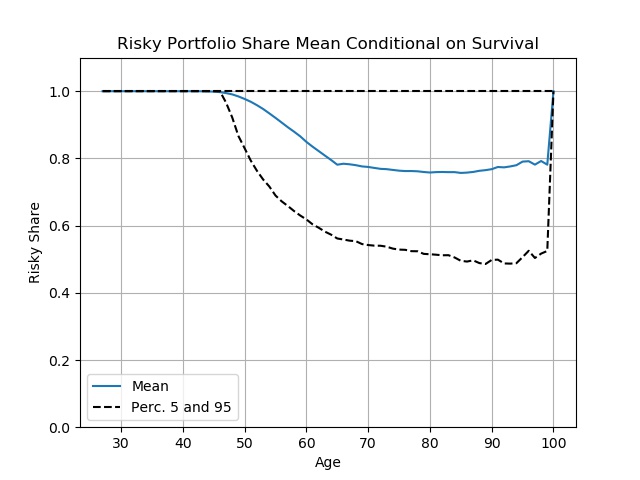 Risky Portfolio Share Mean Conditional on Survival
1.0
0.8
0.6
0.4
0.2
0.0
Risky Share
Mean
Perc. 5 and 95
30 40 50 60 70 80 90 100
Age